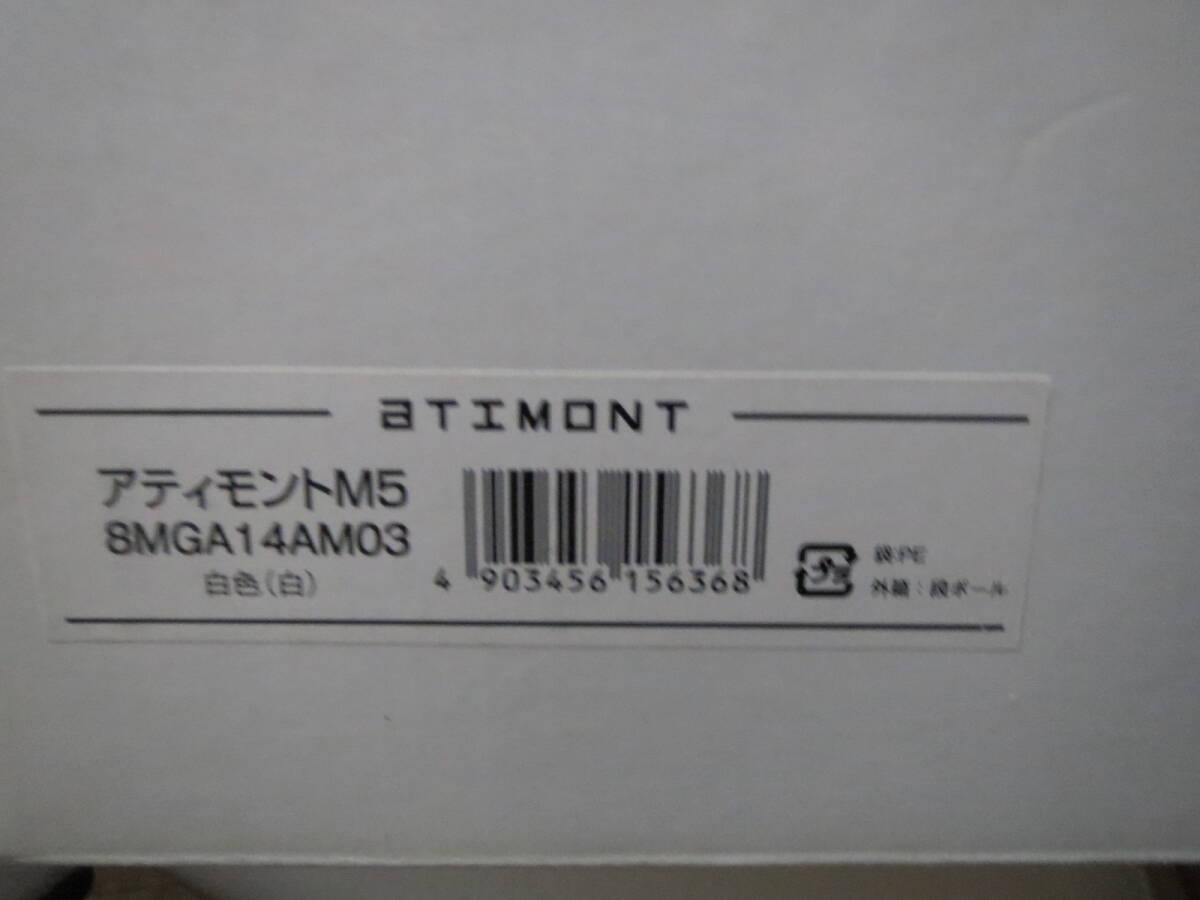 aTIMONT
アティモントM5
8MGA14AM03
白色(白)
4 903456 156368
袋:PE
外箱:段ボール